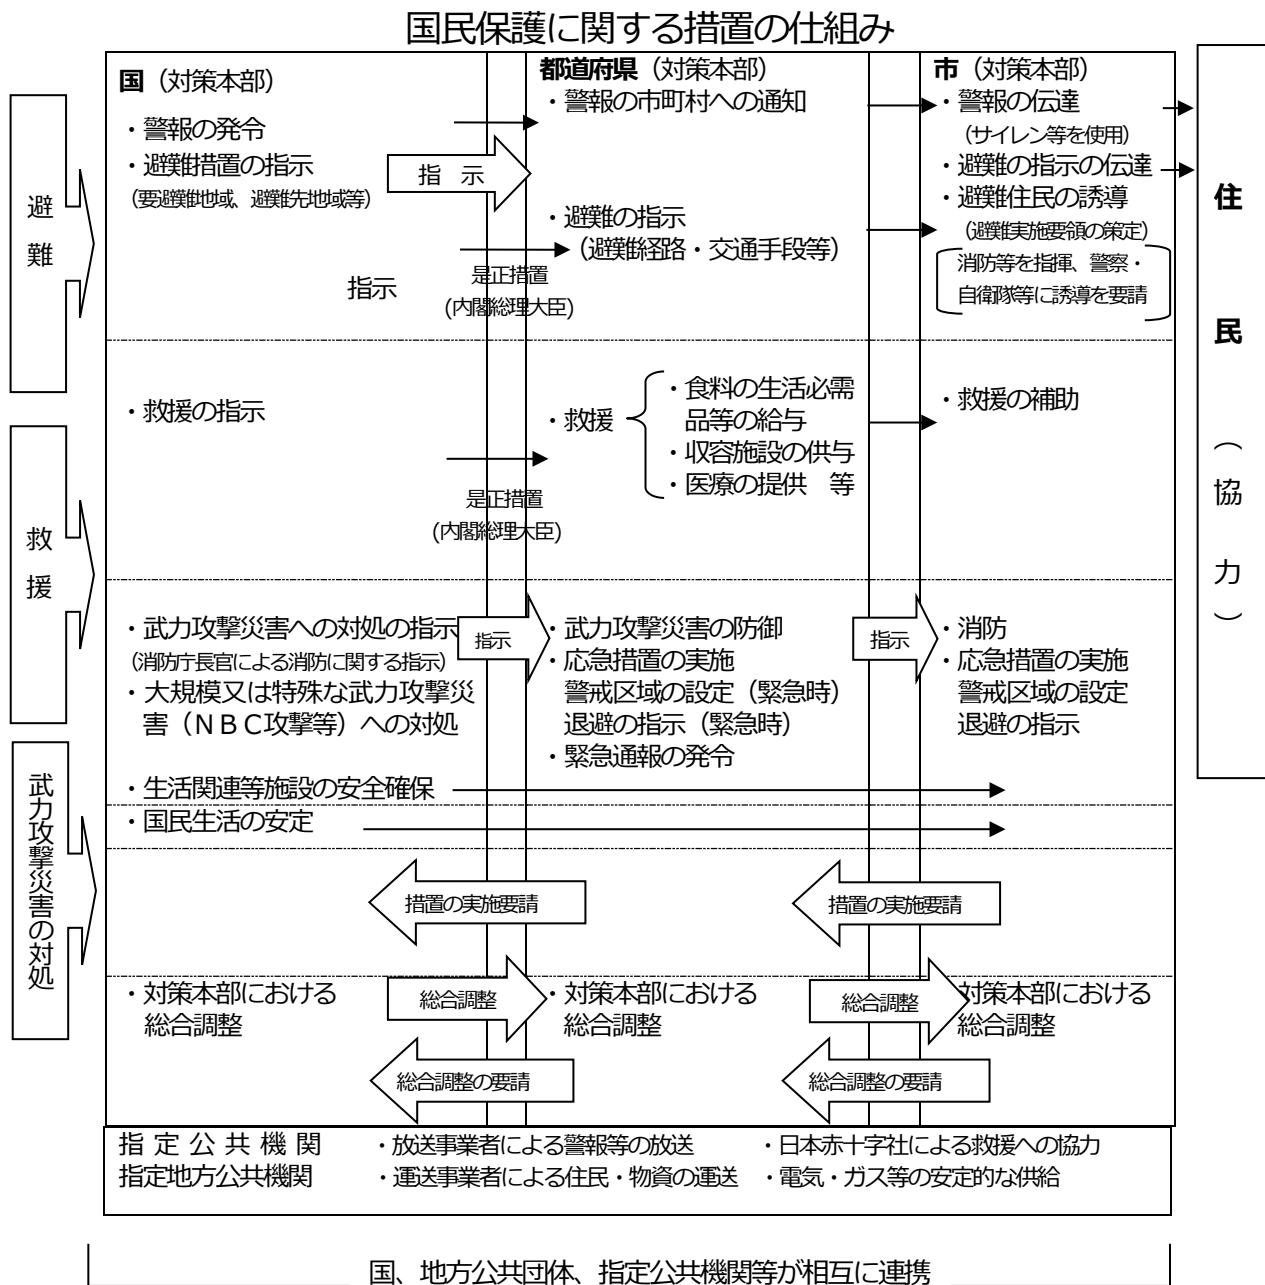 国民保護に関する措置の仕組み
避難
救援
武力攻撃災害の対処
国（対策本部）
・警報の発令
・避難措置の指示
（要避難地域、避難先地域等）
指示
指　示
是正措置
（内閣総理大臣）
都道府県（対策本部）
・警報の市町村への通知
・避難の指示
（避難経路・交通手段等）
市（対策本部）
・警報の伝達
（サイレン等を使用）
・避難の指示の伝達
・避難住民の誘導
（避難実施要領の策定）
消防等を指揮、警察・
自衛隊等に誘導を要請
・救援の指示
是正措置
（内閣総理大臣）
・救援
・食料の生活必需
品等の給与
・収容施設の供与
・医療の提供　等
・救援の補助
・武力攻撃災害への対処の指示
（消防庁長官による消防に関する指示）
・大規模又は特殊な武力攻撃災
害（ＮＢＣ攻撃等）への対処
指示
・武力攻撃災害の防御
・応急措置の実施
警戒区域の設定（緊急時）
退避の指示（緊急時）
・緊急通報の発令
指示
・消防
・応急措置の実施
警戒区域の設定
退避の指示
・生活関連等施設の安全確保
・国民生活の安定
措置の実施要請
措置の実施要請
・対策本部における
総合調整
総合調整
・対策本部における
総合調整
総合調整
対策本部における
総合調整
総合調整の要請
総合調整の要請
指定公共機関
指定地方公共機関
・放送事業者による警報等の放送
・日本赤十字社による救援への協力
・運送事業者による住民・物資の運送
・電気・ガス等の安定的な供給
住民（協力）
国、地方公共団体、指定公共機関等が相互に連携